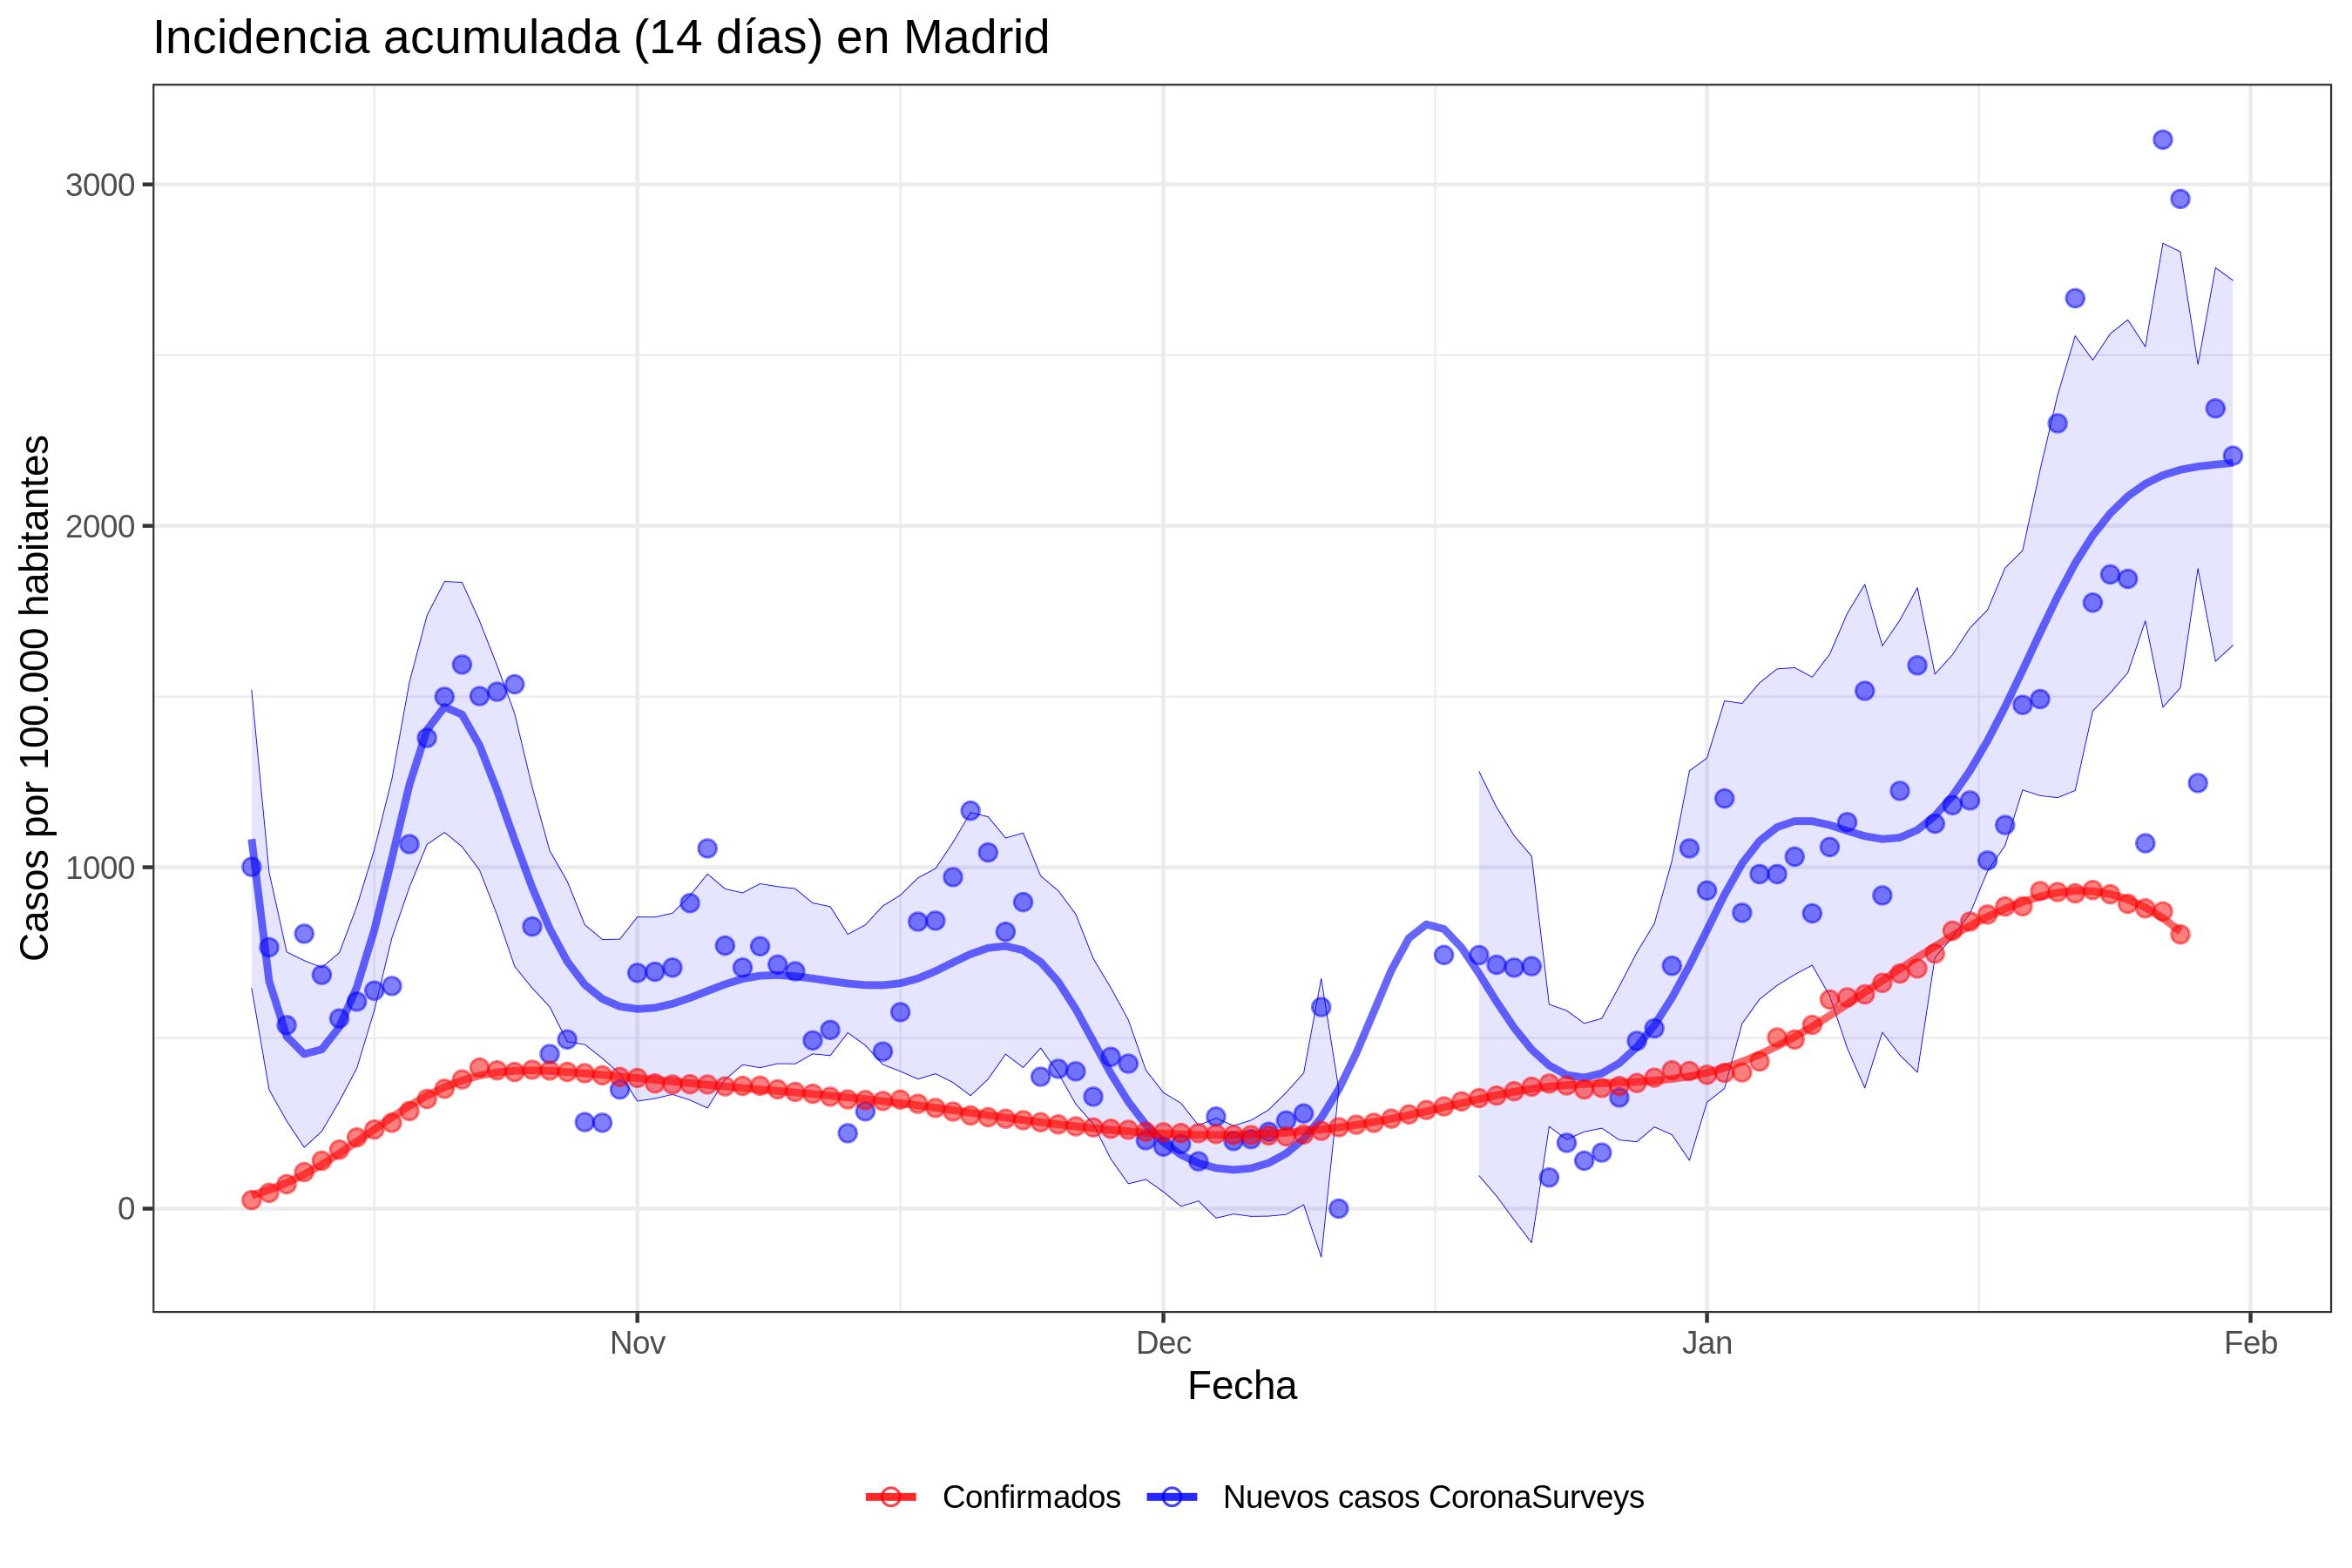 Incidencia acumulada (14 días) en Madrid
Casos por 100.000 habitantes
3000
2000
1000
0
Nov Dec Jan Feb
Fecha
Confirmados Nuevos casos CoronaSurveys